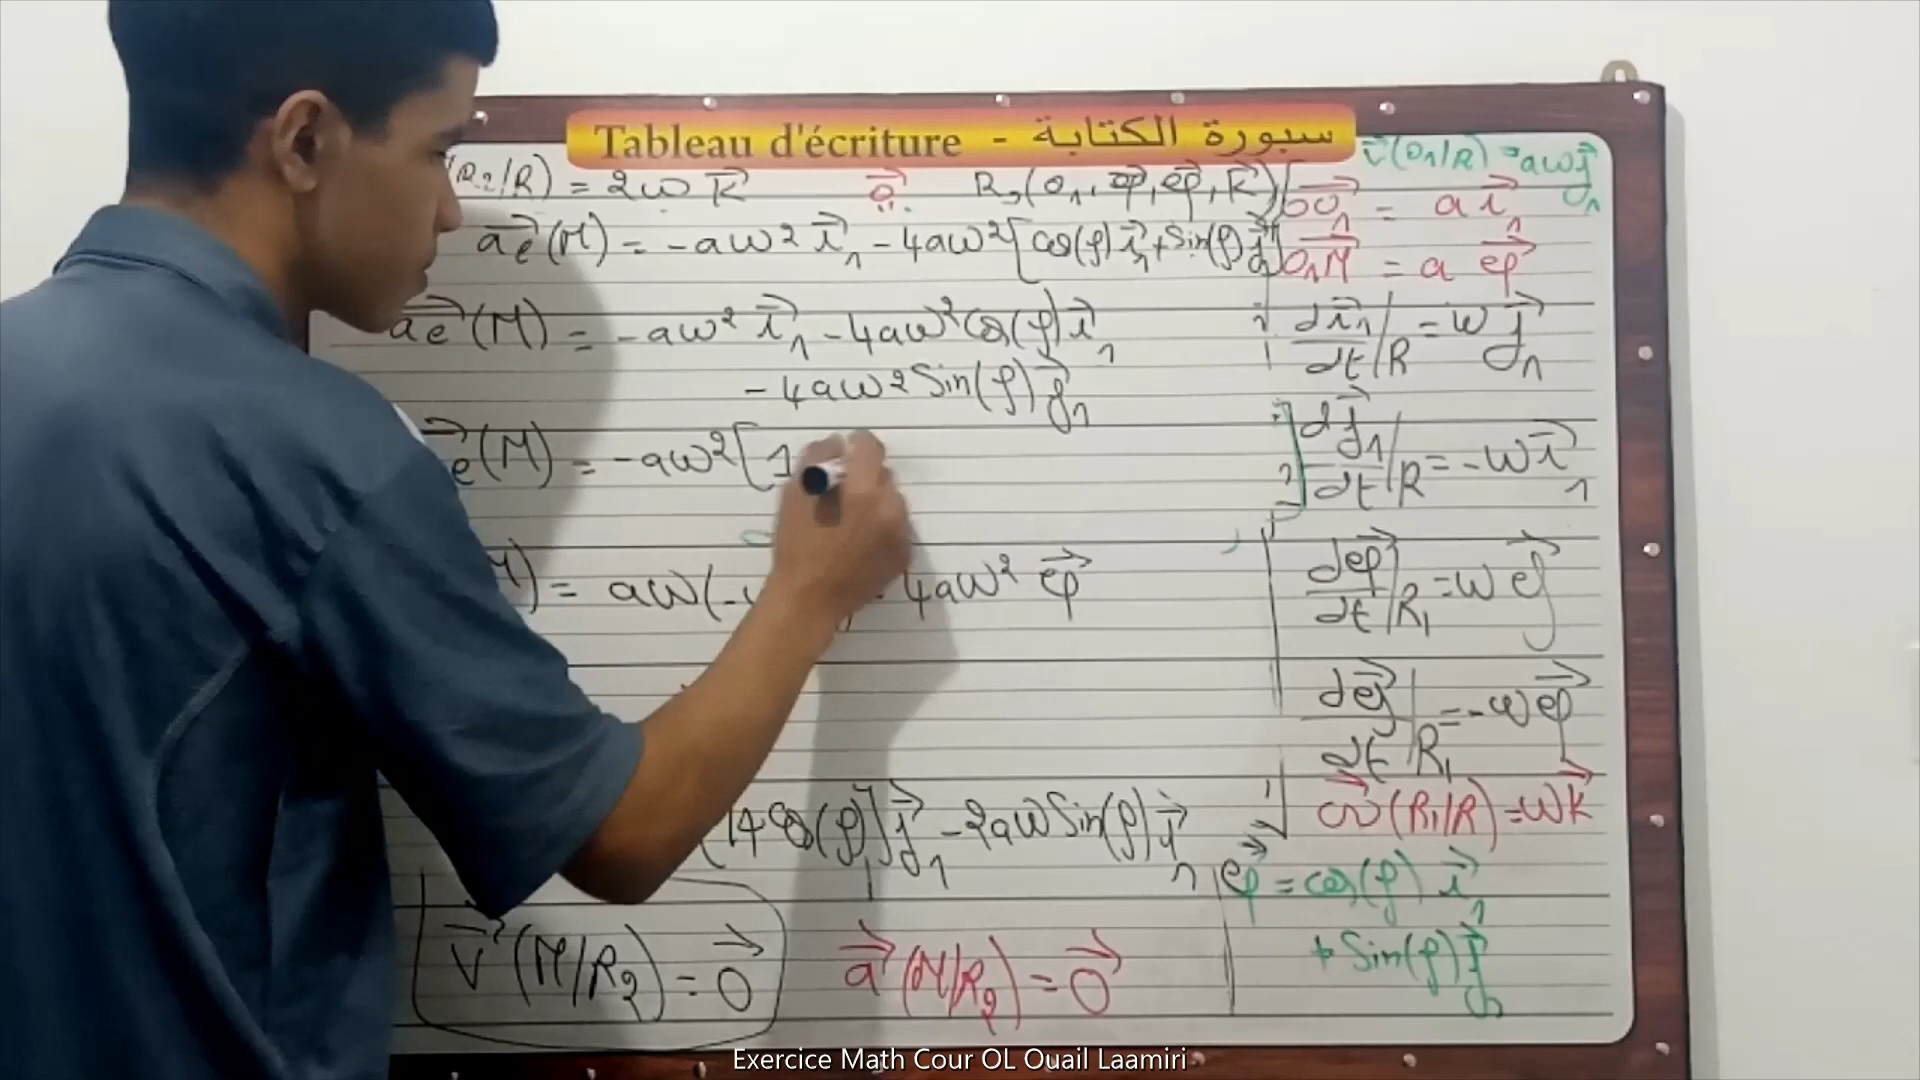 Tableau d'écriture - سبورة الكتابة
(R₂/R) = 2ω k⃗
a⃗
R₂(O₁, e⃗ρ, e⃗φ, k⃗)
a⃗e(M) = -aω² i⃗₁ - 4aω² [cos(φ) i⃗₁ + sin(φ) j⃗₁]
a⃗e(M) = -aω² i⃗₁ - 4aω² cos(φ) i⃗₁
- 4aω² sin(φ) j⃗₁
e(M) = -aω² [1
M) = aω(- 4aω² e⃗ρ
(φ)] j⃗₁ - 2aω Sin(φ) i⃗₁
V⃗(M/R₂) = 0⃗
a⃗(M/R₂) = 0⃗
v⃗(O₁/R) = aω j⃗₁
OO⃗₁ = a i⃗₁
O₁M⃗ = a e⃗ρ
di⃗₁/dt|R = ω j⃗₁
dj⃗₁/dt|R = -ω i⃗₁
de⃗ρ/dt|R₁ = ω e⃗φ
de⃗φ/dt|R₁ = -ω e⃗ρ
ω⃗(R₁/R) = ω k⃗
e⃗ρ = cos(φ) i⃗₁
+ Sin(φ) j⃗₁
Exercice Math Cour OL Ouail Laamiri